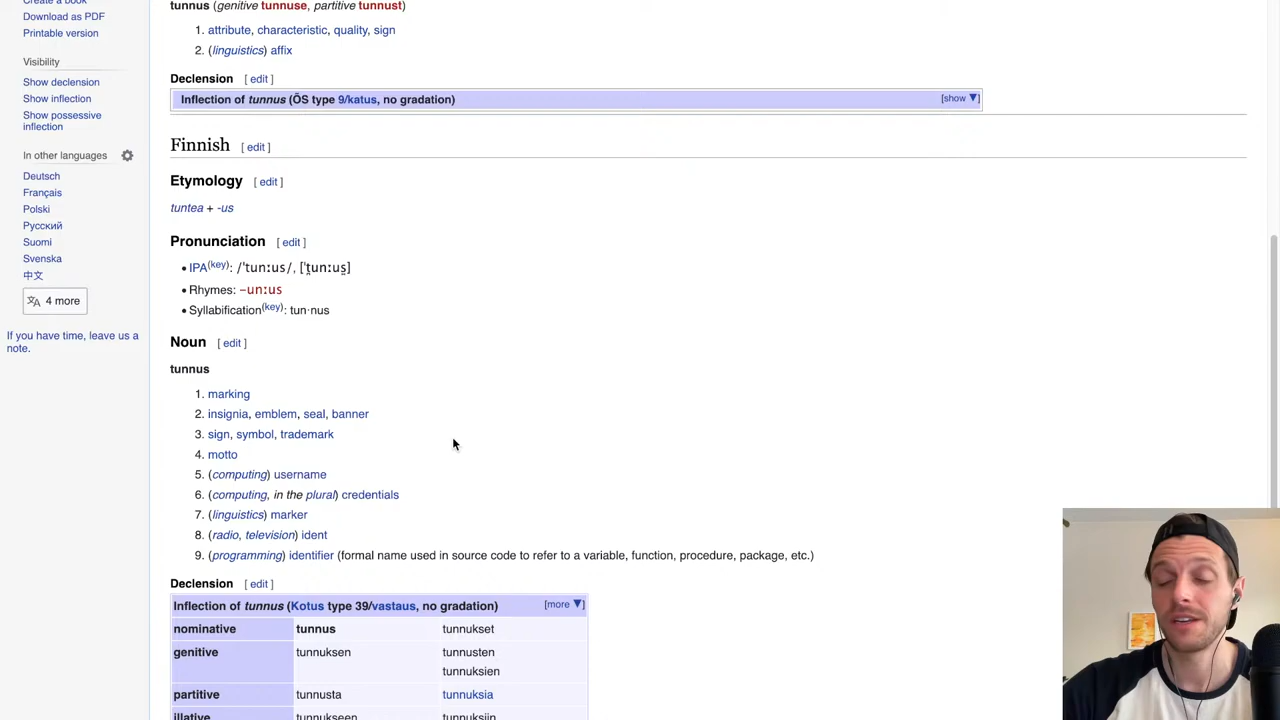 Create a book
Download as PDF
Printable version
Visibility
Show declension
Show inflection
Show possessive
inflection
In other languages
Deutsch
Français
Polski
Русский
Suomi
Svenska
中文
4 more
If you have time, leave us a
note.
tunnus (genitive tunnuse, partitive tunnust)
1. attribute, characteristic, quality, sign
2. (linguistics) affix
Declension [ edit ]
Inflection of tunnus (ÕS type 9/katus, no gradation) [show ▼]
Finnish [ edit ]
Etymology [ edit ]
tuntea + -us
Pronunciation [ edit ]
• IPA(key): /ˈtunːus/, [ˈt̪unːus̠]
• Rhymes: -unːus
• Syllabification(key): tun‧nus
Noun [ edit ]
tunnus
1. marking
2. insignia, emblem, seal, banner
3. sign, symbol, trademark
4. motto
5. (computing) username
6. (computing, in the plural) credentials
7. (linguistics) marker
8. (radio, television) ident
9. (programming) identifier (formal name used in source code to refer to a variable, function, procedure, package, etc.)
Declension [ edit ]
Inflection of tunnus (Kotus type 39/vastaus, no gradation) [more ▼]
nominative tunnus tunnukset
genitive tunnuksen tunnusten
tunnuksien
partitive tunnusta tunnuksia
illative tunnukseen tunnuksiin